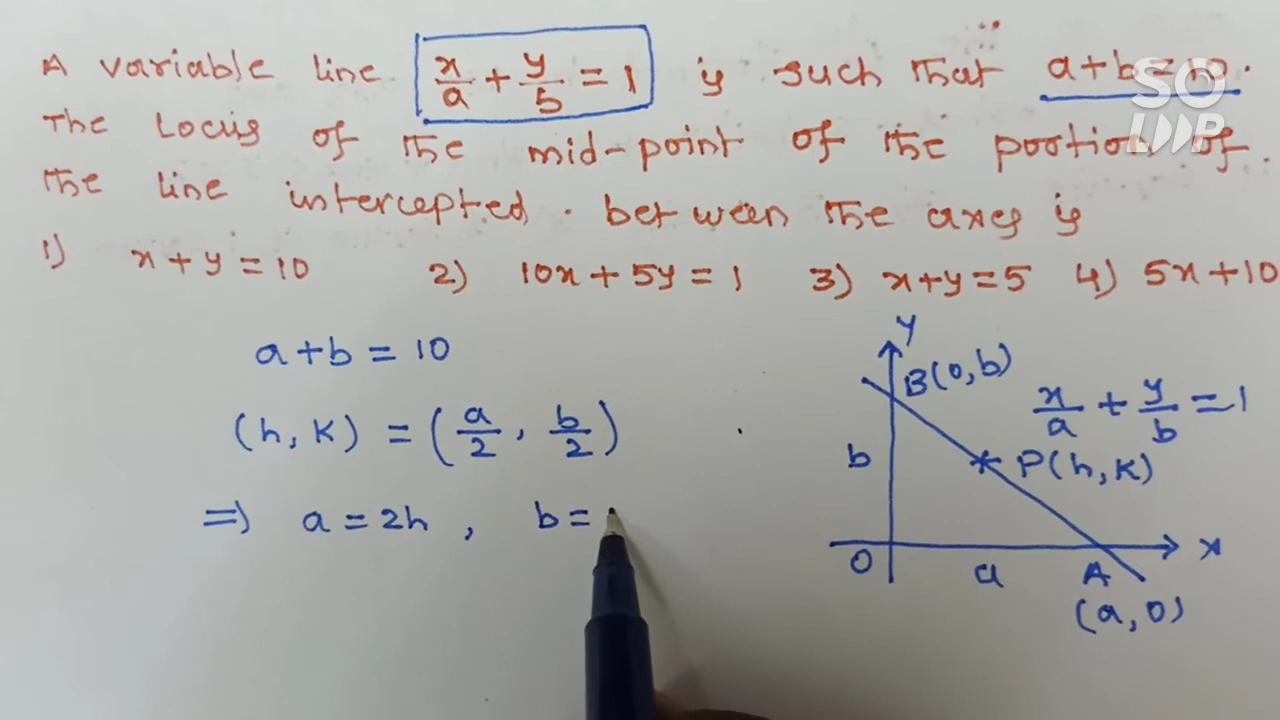 A variable line x/a + y/b = 1 is such that a+b=10.
The locus of the mid-point of the portion of
the line intercepted between the axes is
1) x+y=10 2) 10x+5y=1 3) x+y=5 4) 5x+10
a+b=10
(h, k) = (a/2, b/2)
=> a=2h, b=
y
B(0,b)
x/a + y/b = 1
b
P(h,k)
O
a
A
x
(a,0)
SO
LOOP